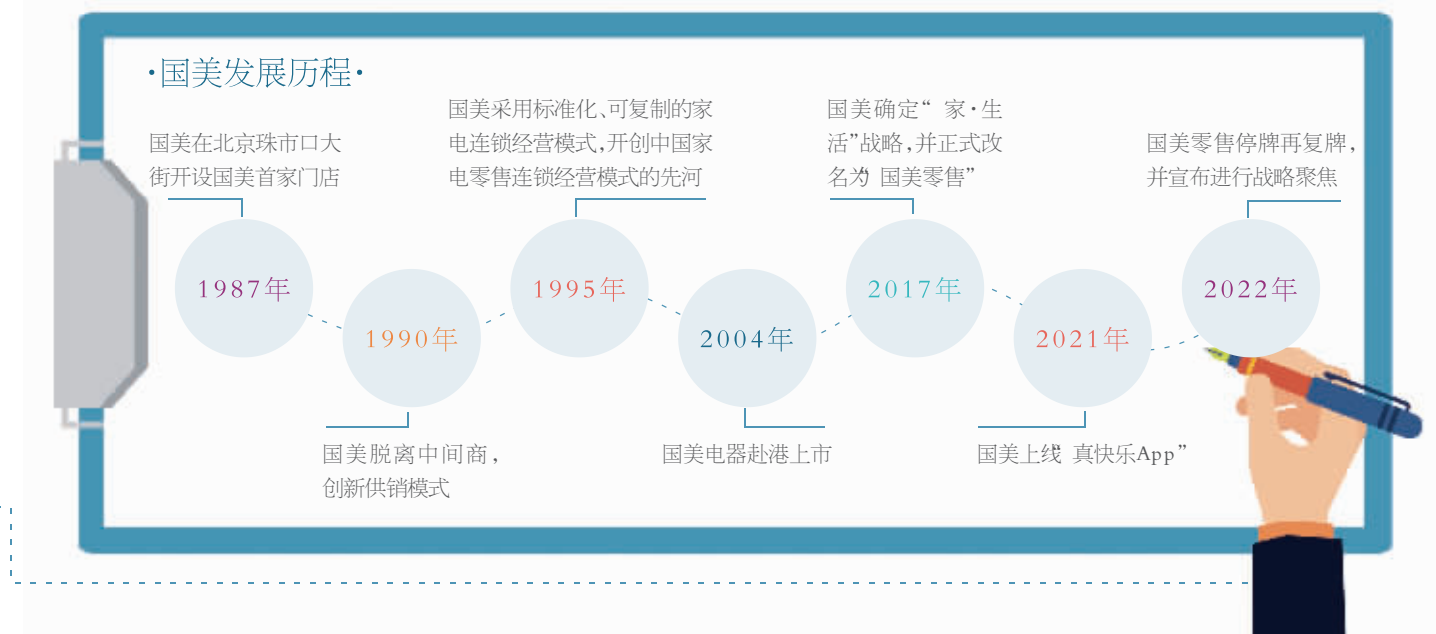 ·国美发展历程·
国美在北京珠市口大
街开设国美首家门店
1987年
1990年
国美脱离中间商，
创新供销模式
国美采用标准化、可复制的家
电连锁经营模式，开创中国家
电零售连锁经营模式的先河
1995年
2004年
国美电器赴港上市
国美确定“家·生
活”战略，并正式改
名为“国美零售”
2017年
2021年
国美上线“真快乐App”
国美零售停牌再复牌，
并宣布进行战略聚焦
2022年